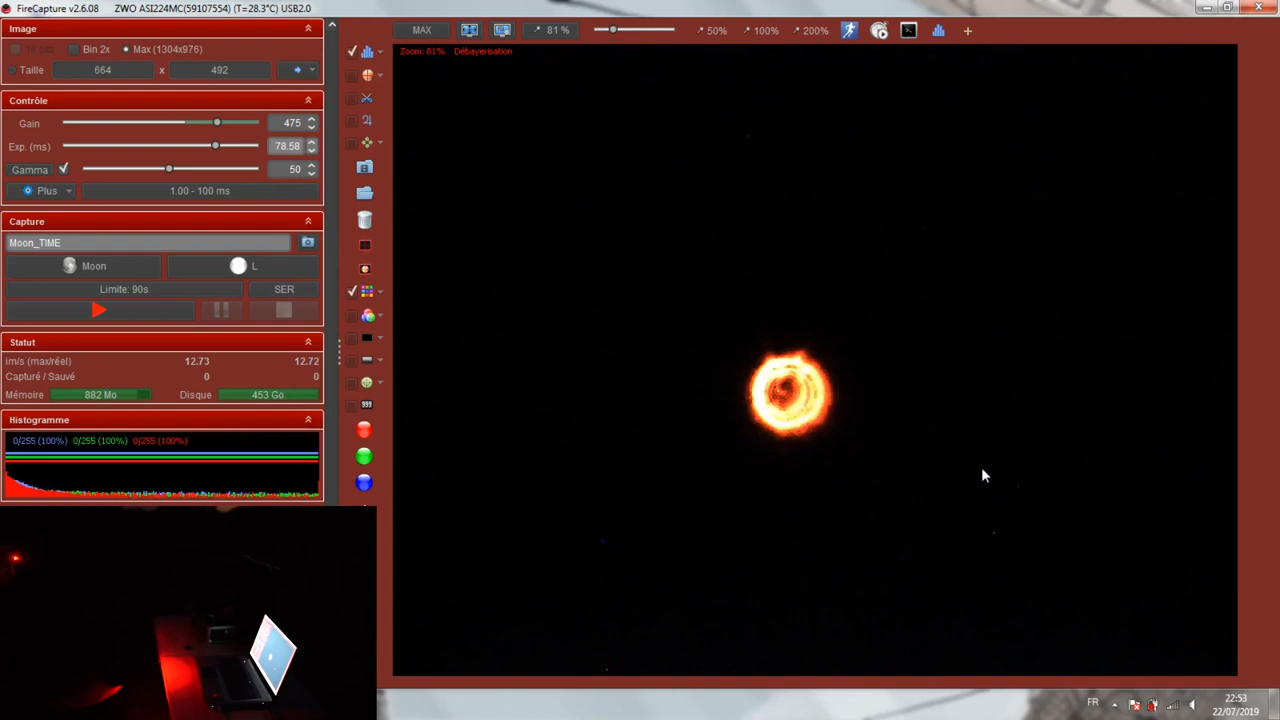 FireCapture v2.6.08 ZWO ASI224MC(59107554) (T=28.3°C) USB2.0
Image
Bin 2x Max (1304x976)
Taille 664 x 492
Contrôle
Gain 475
Exp. (ms) 78.58
Gamma 50
Plus 1.00 - 100 ms
Capture
Moon_TIME
Moon L
Limite: 90s SER
Statut
im/s (max/réel) 12.73 12.72
Capturé / Sauvé 0 0
Mémoire 882 Mo Disque 453 Go
Histogramme
0/255 (100%) 0/255 (100%) 0/255 (100%)
MAX 81 % 50% 100% 200%
Zoom: 81% Débayerisation
999
FR
22:53
22/07/2019